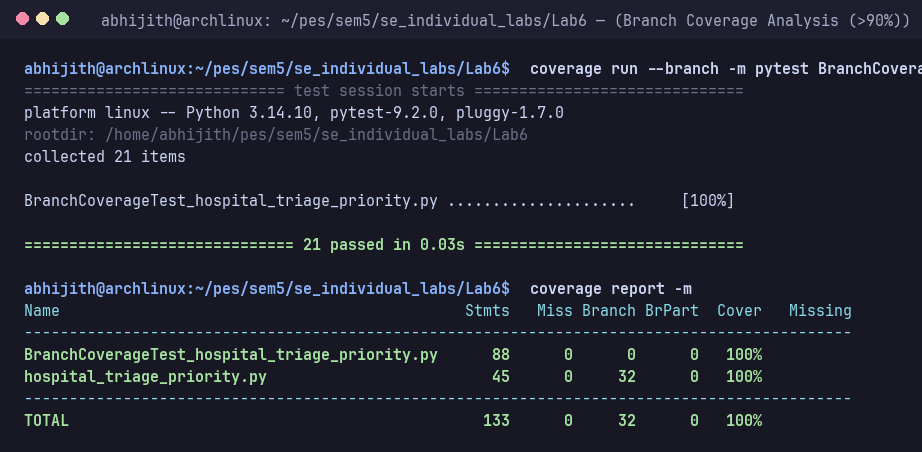 abhijith@archlinux: ~/pes/sem5/se_individual_labs/Lab6 — (Branch Coverage Analysis (>90%))
abhijith@archlinux:~/pes/sem5/se_individual_labs/Lab6$ coverage run --branch -m pytest BranchCovera
============================= test session starts ==============================
platform linux -- Python 3.14.10, pytest-9.2.0, pluggy-1.7.0
rootdir: /home/abhijith/pes/sem5/se_individual_labs/Lab6
collected 21 items
BranchCoverageTest_hospital_triage_priority.py ..................... [100%]
============================== 21 passed in 0.03s ==============================
abhijith@archlinux:~/pes/sem5/se_individual_labs/Lab6$ coverage report -m
Name Stmts Miss Branch BrPart Cover Missing
--------------------------------------------------------------------------------------------
BranchCoverageTest_hospital_triage_priority.py 88 0 0 0 100%
hospital_triage_priority.py 45 0 32 0 100%
--------------------------------------------------------------------------------------------
TOTAL 133 0 32 0 100%